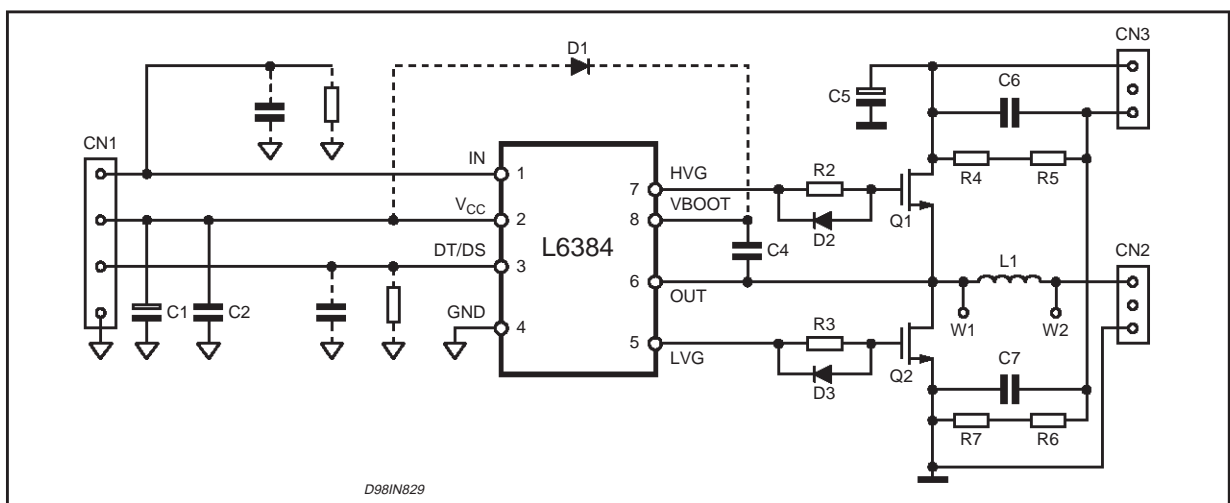 D1
CN3
C5
C6
CN1
IN
1
HVG
7
R2
R4
R5
VCC
2
VBOOT
8
D2
Q1
L6384
DT/DS
3
C4
L1
CN2
6
OUT
C1
C2
GND
4
R3
W1
W2
5
LVG
D3
Q2
C7
R7
R6
D98IN829